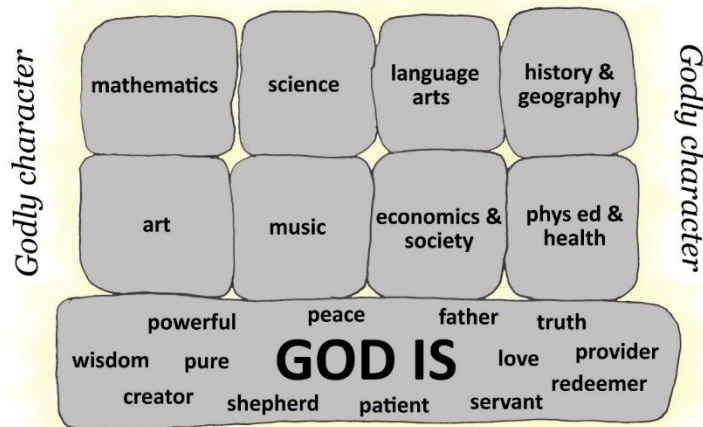 Godly character
mathematics
science
language
arts
history &
geography
Godly character
art
music
economics &
society
phys ed &
health
powerful
peace
father
truth
wisdom
pure
GOD IS
love
provider
creator
shepherd
patient
servant
redeemer